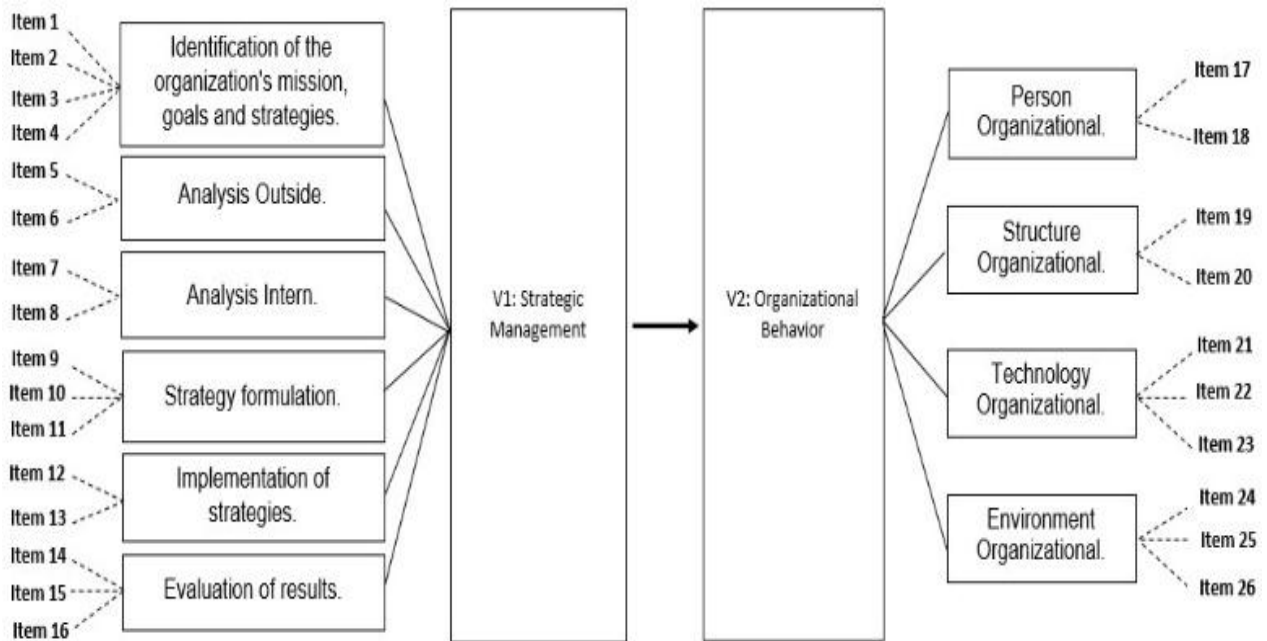 Item 1
Item 2
Item 3
Item 4
Identification of the
organization's mission,
goals and strategies.
Item 5
Item 6
Analysis Outside.
Item 7
Item 8
Analysis Intern.
Item 9
Item 10
Item 11
Strategy formulation.
Item 12
Item 13
Implementation of
strategies.
Item 14
Item 15
Item 16
Evaluation of results.
V1: Strategic
Management
V2: Organizational
Behavior
Person
Organizational.
Item 17
Item 18
Structure
Organizational.
Item 19
Item 20
Technology
Organizational.
Item 21
Item 22
Item 23
Environment
Organizational.
Item 24
Item 25
Item 26